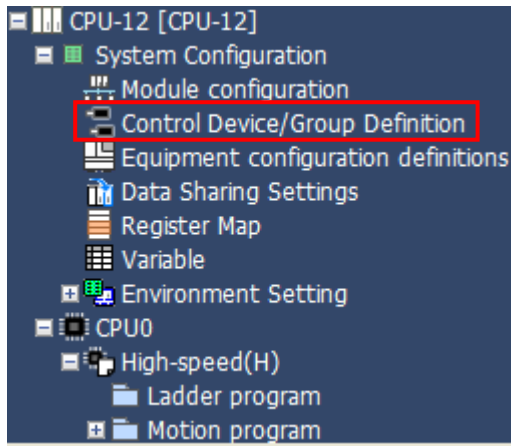 CPU-12 [CPU-12]
System Configuration
Module configuration
Control Device/Group Definition
Equipment configuration definitions
Data Sharing Settings
Register Map
Variable
Environment Setting
CPU0
High-speed(H)
Ladder program
Motion program